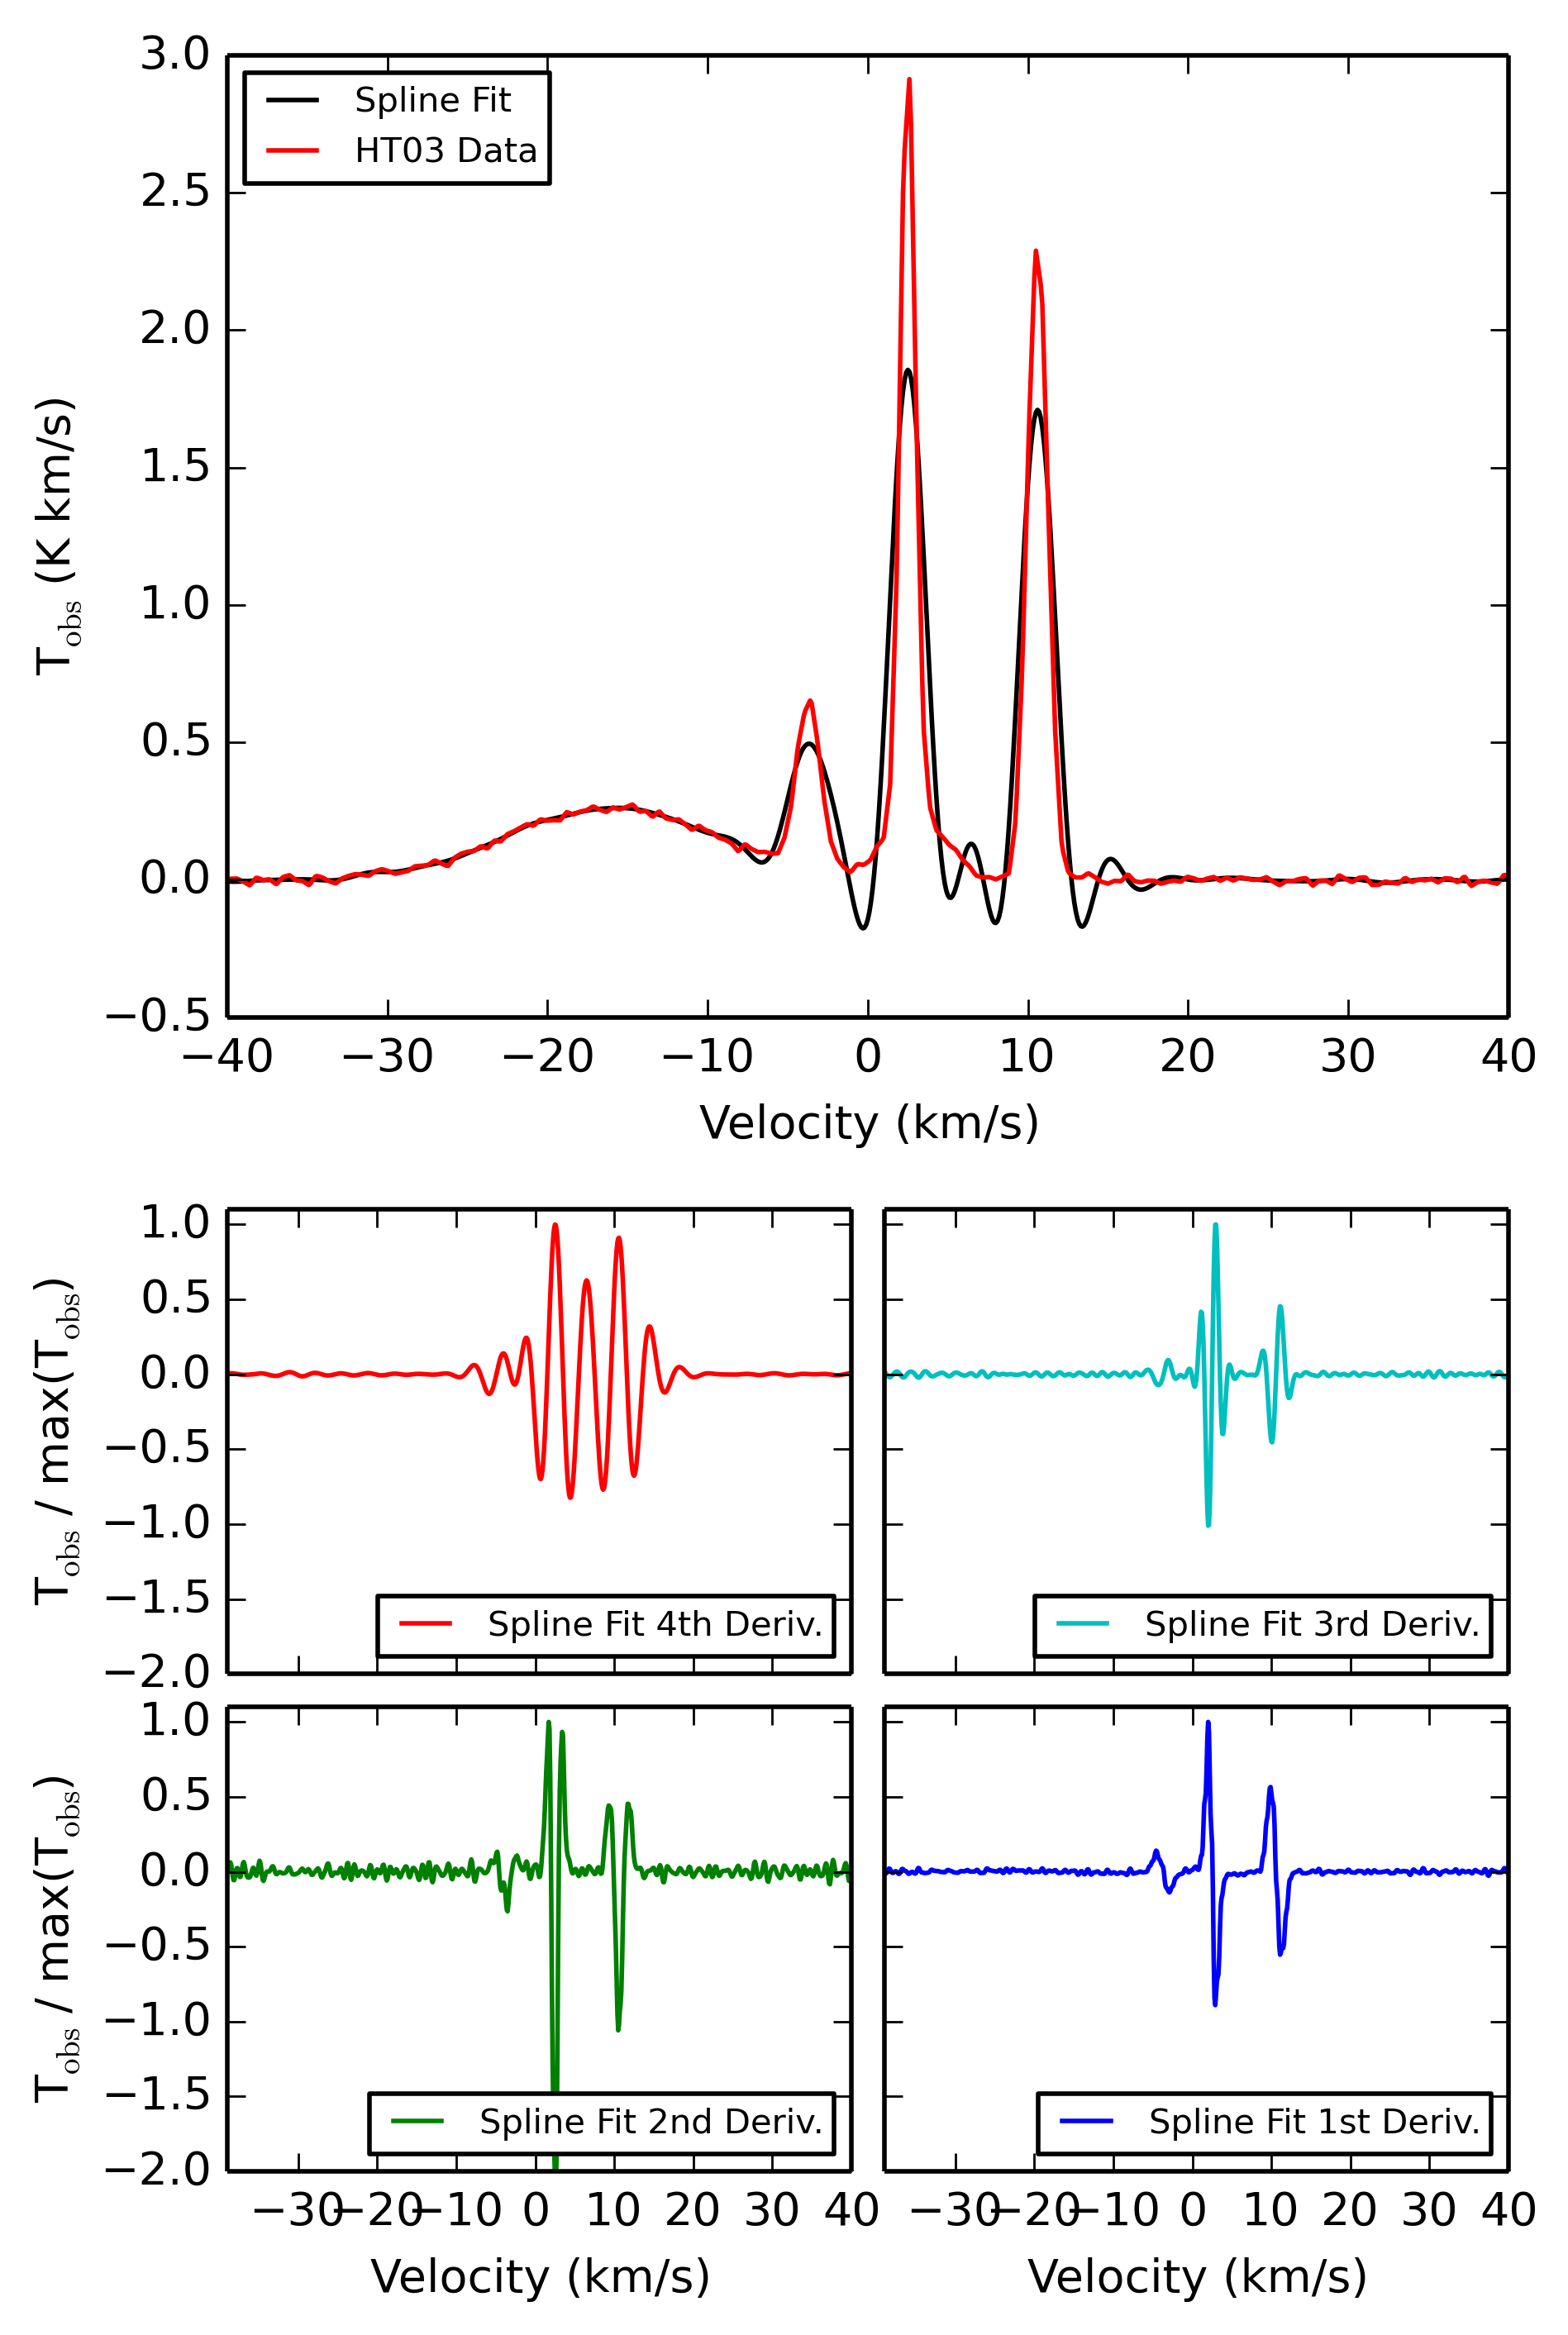 3.0
Spline Fit
HT03 Data
2.5
2.0
1.5
1.0
0.5
0.0
−0.5
T_obs (K km/s)
−40 −30 −20 −10 0 10 20 30 40
Velocity (km/s)
1.0
0.5
0.0
−0.5
−1.0
−1.5
−2.0
T_obs / max(T_obs)
Spline Fit 4th Deriv.
Spline Fit 3rd Deriv.
1.0
0.5
0.0
−0.5
−1.0
−1.5
−2.0
T_obs / max(T_obs)
Spline Fit 2nd Deriv.
Spline Fit 1st Deriv.
−30 −20 −10 0 10 20 30 40
−30 −20 −10 0 10 20 30 40
Velocity (km/s)
Velocity (km/s)